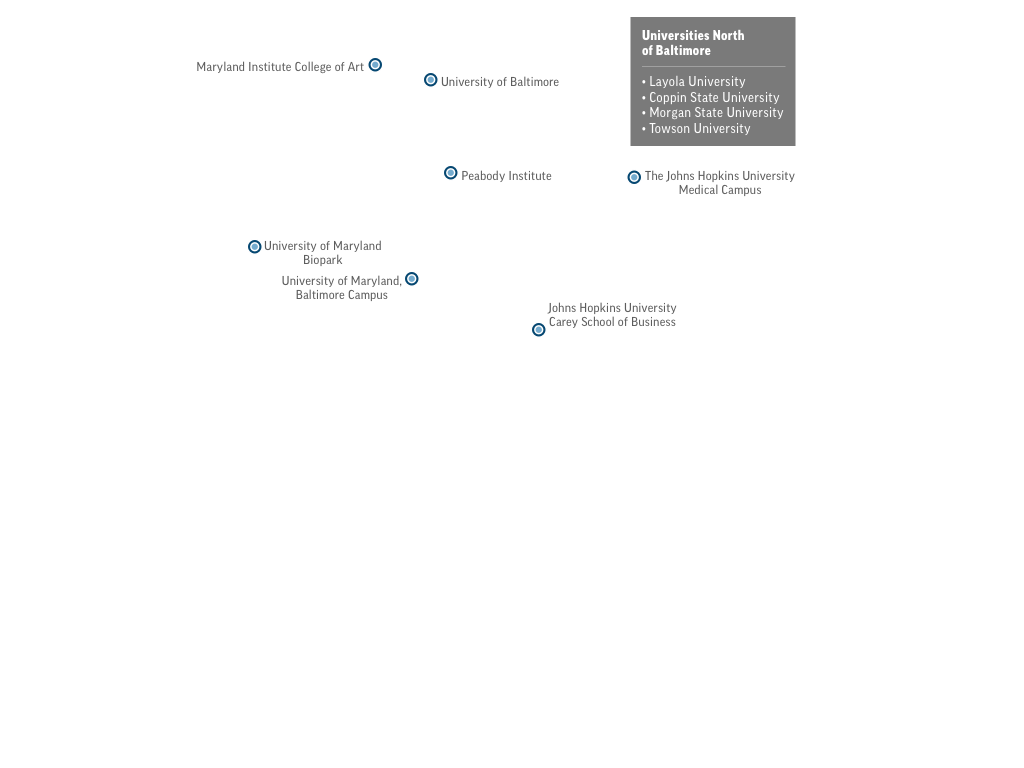 Universities North
of Baltimore
• Layola University
• Coppin State University
• Morgan State University
• Towson University
Maryland Institute College of Art
University of Baltimore
Peabody Institute
The Johns Hopkins University
Medical Campus
University of Maryland
Biopark
University of Maryland,
Baltimore Campus
Johns Hopkins University
Carey School of Business